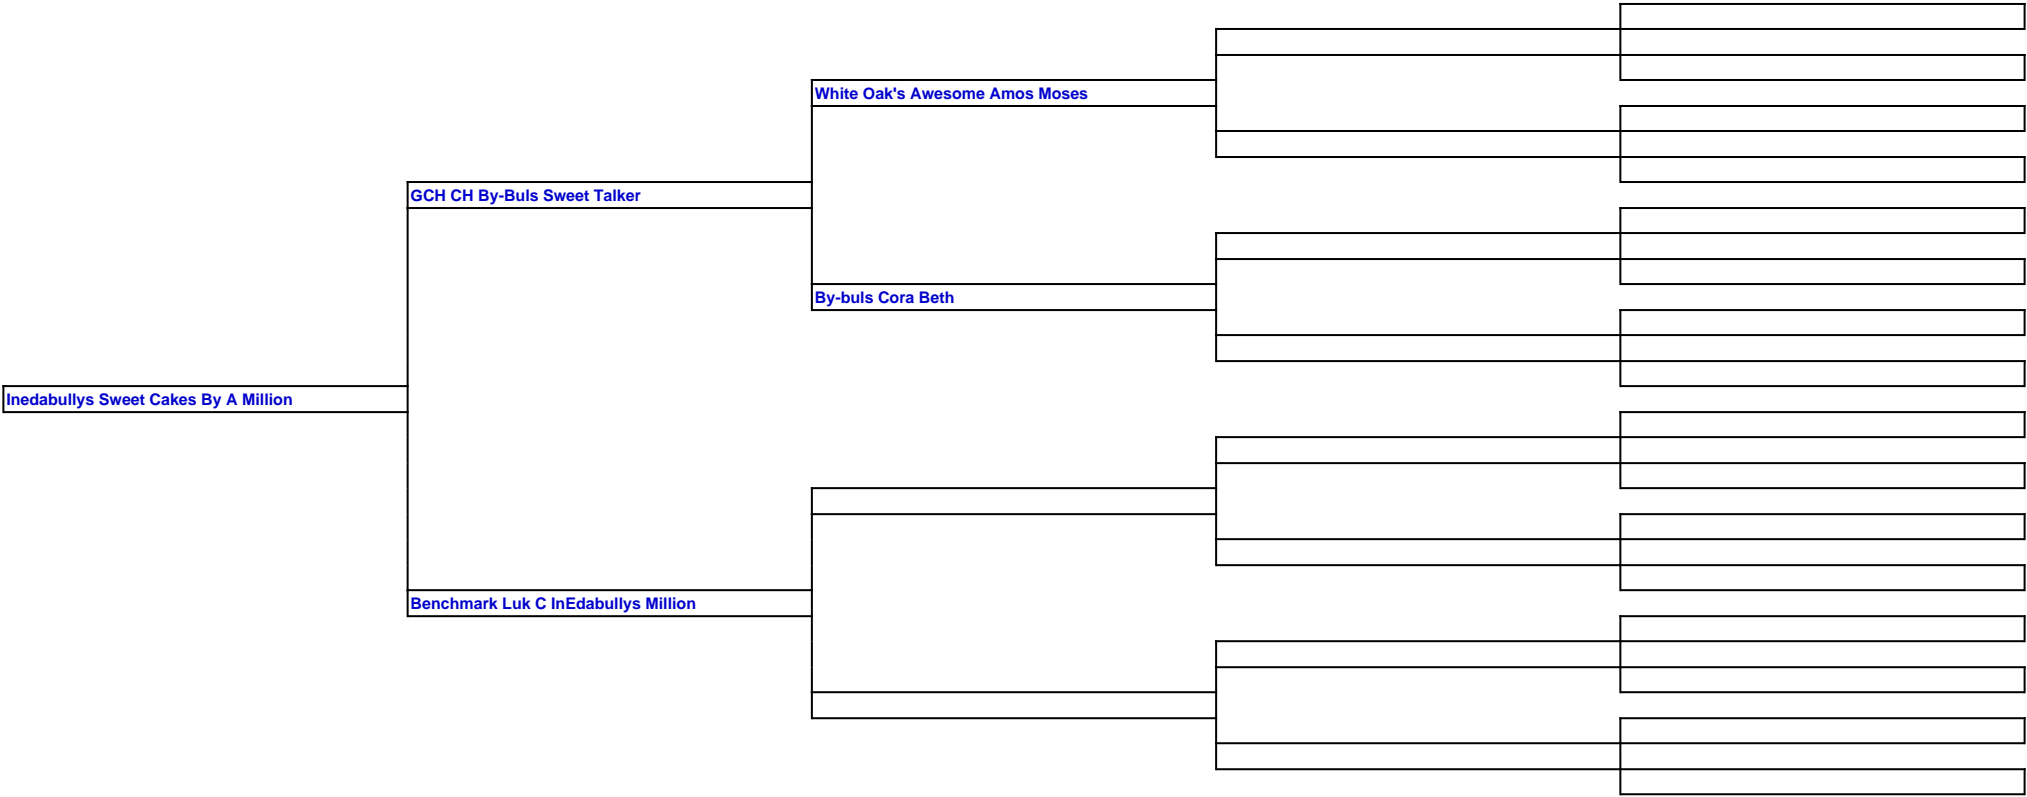 White Oak's Awesome Amos Moses
GCH CH By-Buls Sweet Talker
By-buls Cora Beth
Inedabullys Sweet Cakes By A Million
Benchmark Luk C InEdabullys Million